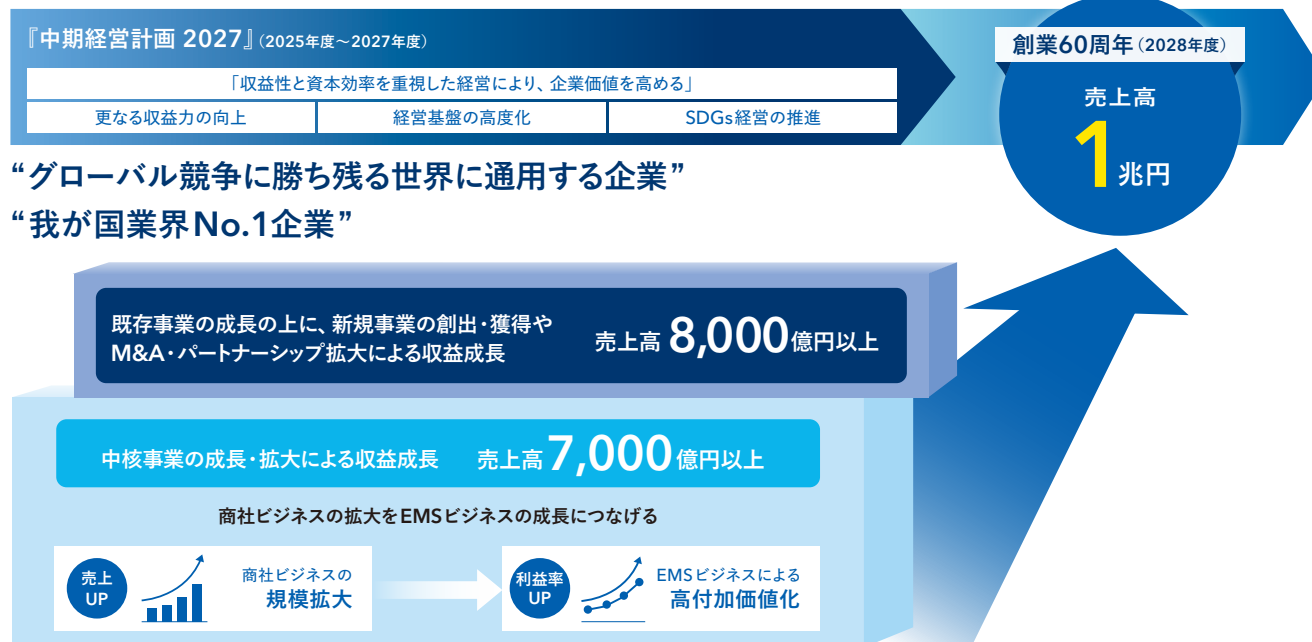 『中期経営計画 2027』(2025年度～2027年度)
「収益性と資本効率を重視した経営により、企業価値を高める」
更なる収益力の向上
経営基盤の高度化
SDGs経営の推進
創業60周年(2028年度)
売上高
1兆円
“グローバル競争に勝ち残る世界に通用する企業”
“我が国業界No.1企業”
既存事業の成長の上に、新規事業の創出・獲得や
M&A・パートナーシップ拡大による収益成長
売上高 8,000億円以上
中核事業の成長・拡大による収益成長 売上高7,000億円以上
商社ビジネスの拡大をEMSビジネスの成長につなげる
売上
UP
商社ビジネスの
規模拡大
利益率
UP
EMSビジネスによる
高付加価値化